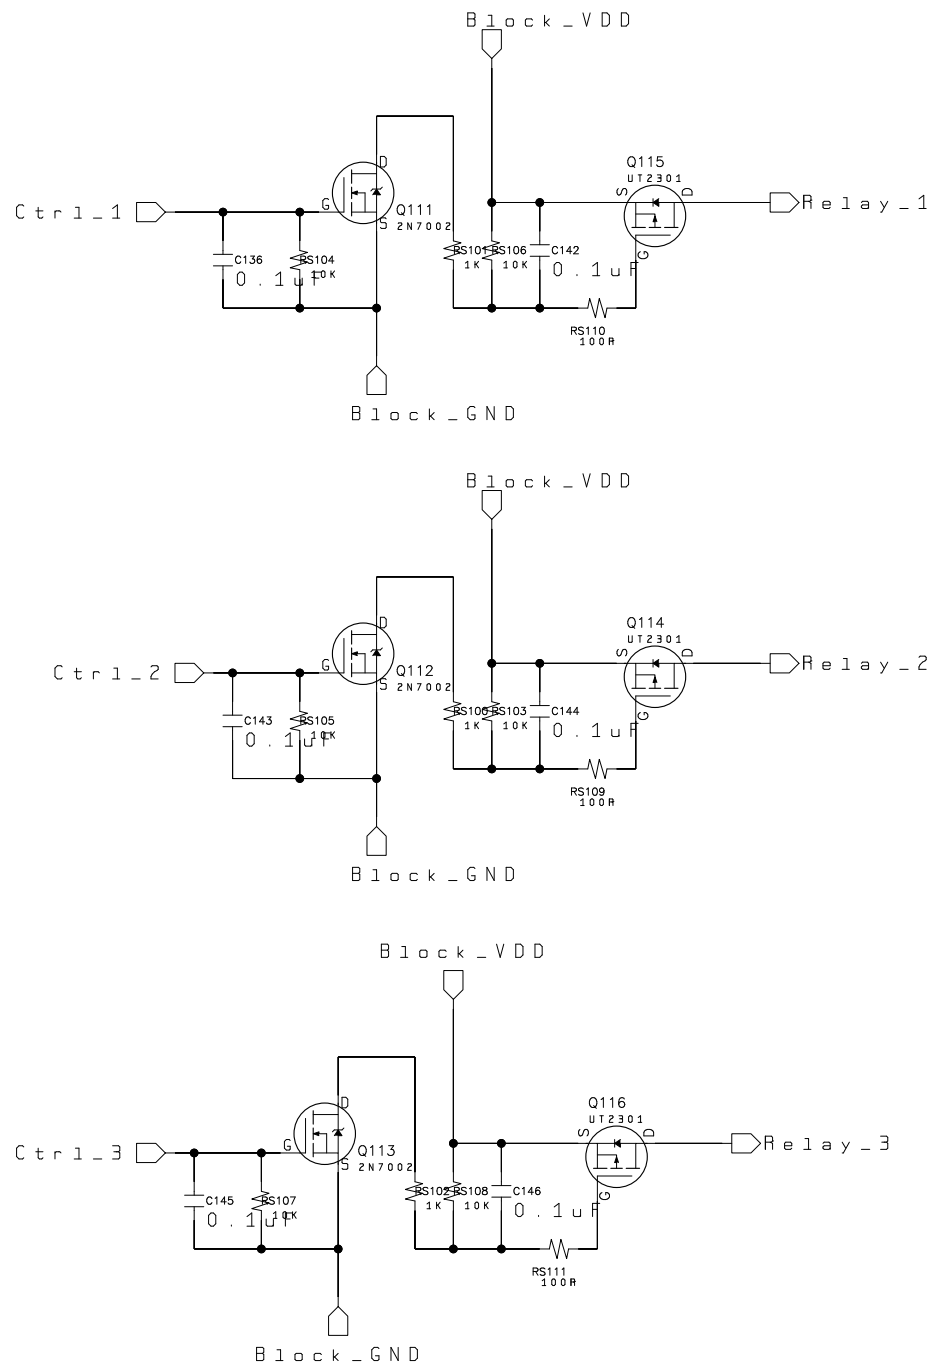 Block_VDD
Q115
UT2301
D
S
D
Ctrl_1
G
Q111
2N7002
S
Relay_1
G
C136
0.1uF
RS104
10K
RS101
1K
RS106
10K
C142
0.1uF
RS110
100R
Block_GND
Block_VDD
Q114
UT2301
D
S
D
Ctrl_2
G
Q112
2N7002
S
Relay_2
G
C143
0.1uF
RS105
10K
RS100
1K
RS103
10K
C144
0.1uF
RS109
100R
Block_GND
Block_VDD
Q116
UT2301
D
S
D
Ctrl_3
G
Q113
2N7002
S
Relay_3
G
C145
0.1uF
RS107
10K
RS102
1K
RS108
10K
C146
0.1uF
RS111
100R
Block_GND